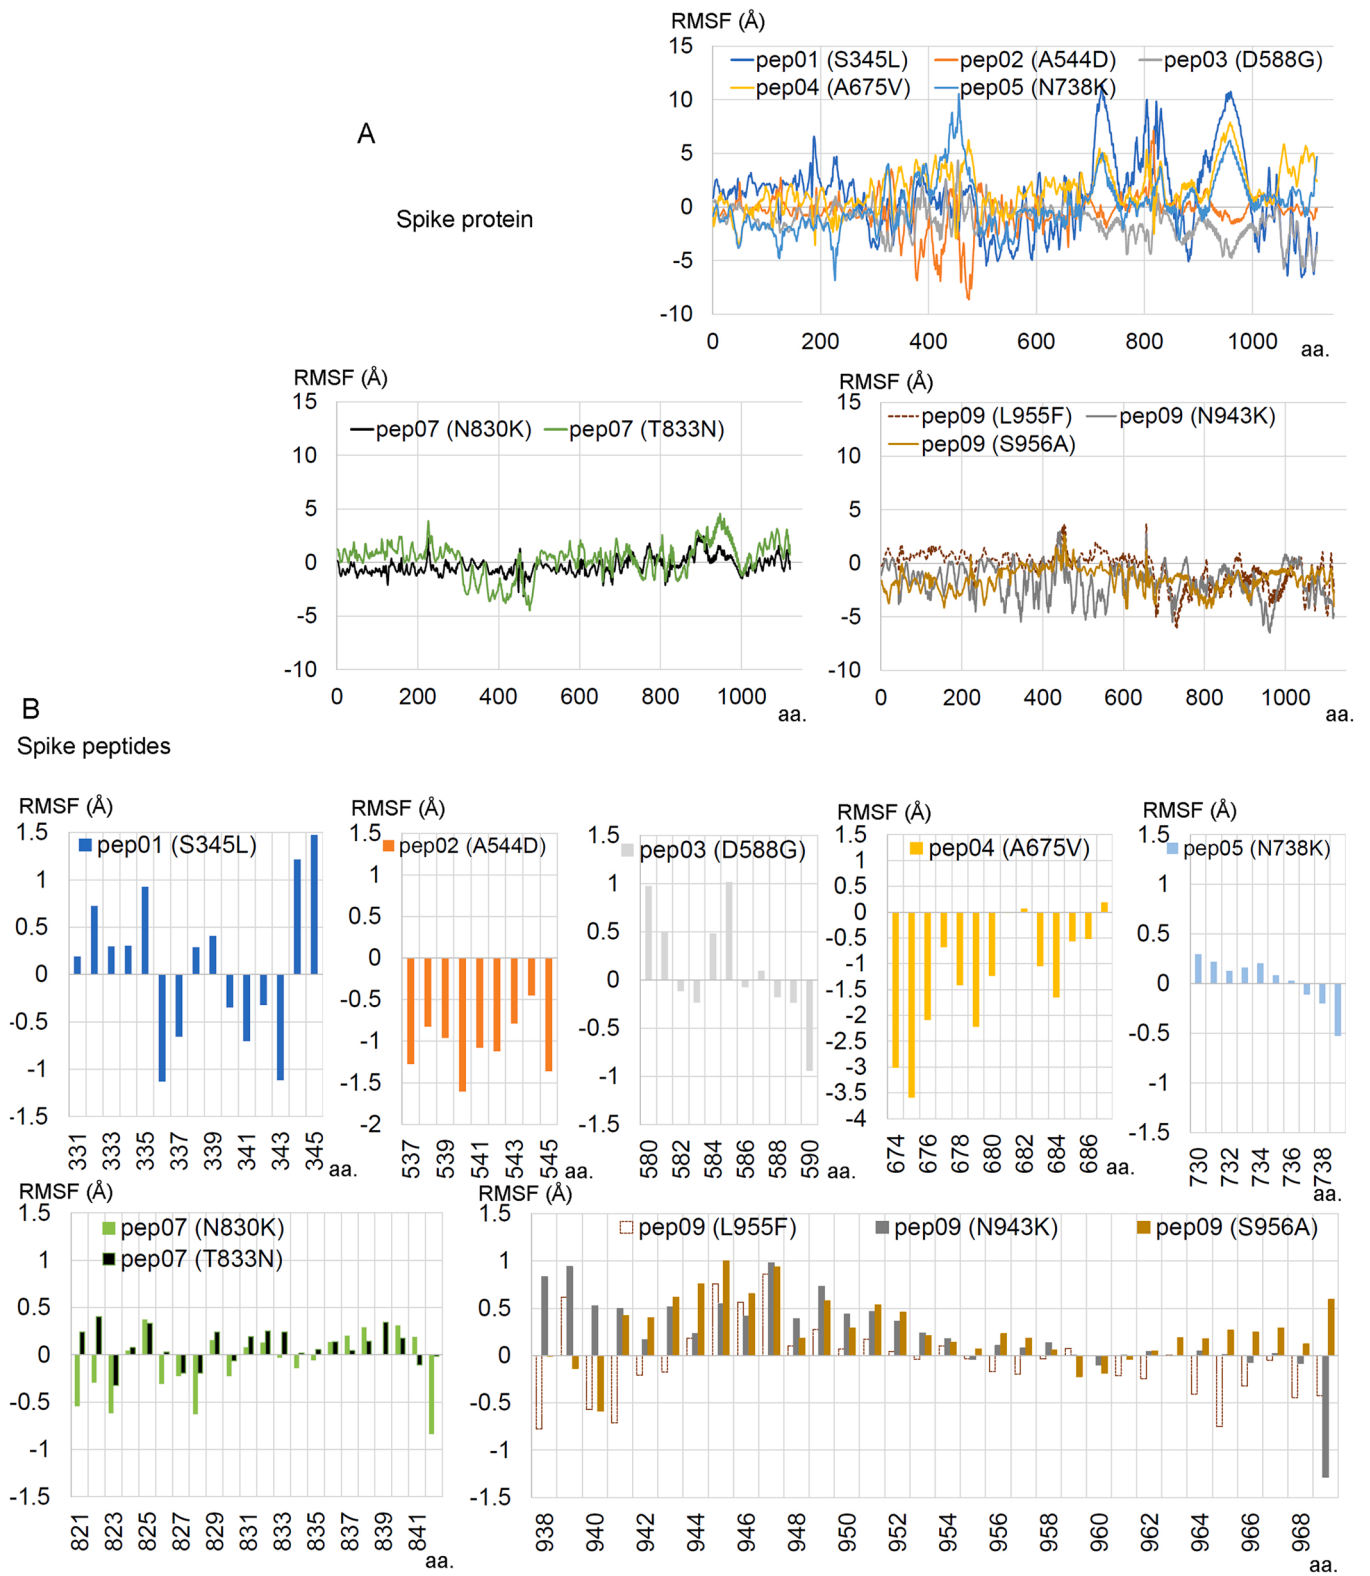 RMSF (Å)
15
pep01 (S345L) pep02 (A544D) pep03 (D588G)
pep04 (A675V) pep05 (N738K)
10
A
5
Spike protein
0
-5
-10
0 200 400 600 800 1000 aa.
RMSF (Å) RMSF (Å)
15 15
pep07 (N830K) pep07 (T833N) pep09 (L955F) pep09 (N943K)
pep09 (S956A)
10 10
5 5
0 0
-5 -5
-10 -10
0 200 400 600 800 1000 aa. 0 200 400 600 800 1000 aa.
B
Spike peptides
RMSF (Å) RMSF (Å) RMSF (Å) RMSF (Å) RMSF (Å)
pep01 (S345L)
1.5
1
0.5
0
-0.5
-1
-1.5
331 333 335 337 339 341 343 345 aa.
pep02 (A544D)
1.5
1
0.5
0
-0.5
-1
-1.5
-2
537 539 541 543 545 aa.
pep03 (D588G)
1.5
1
0.5
0
-0.5
-1
-1.5
580 582 584 586 588 590 aa.
pep04 (A675V)
1.5
1
0.5
0
-0.5
-1
-1.5
-2
-2.5
-3
-3.5
-4
674 676 678 680 682 684 686 aa.
pep05 (N738K)
1.5
1
0.5
0
-0.5
-1
-1.5
730 732 734 736 738 aa.
RMSF (Å)
pep07 (N830K)
pep07 (T833N)
1.5
1
0.5
0
-0.5
-1
-1.5
821 823 825 827 829 831 833 835 837 839 841 aa.
RMSF (Å)
pep09 (L955F) pep09 (N943K) pep09 (S956A)
1.5
1
0.5
0
-0.5
-1
-1.5
938 940 942 944 946 948 950 952 954 956 958 960 962 964 966 968 aa.